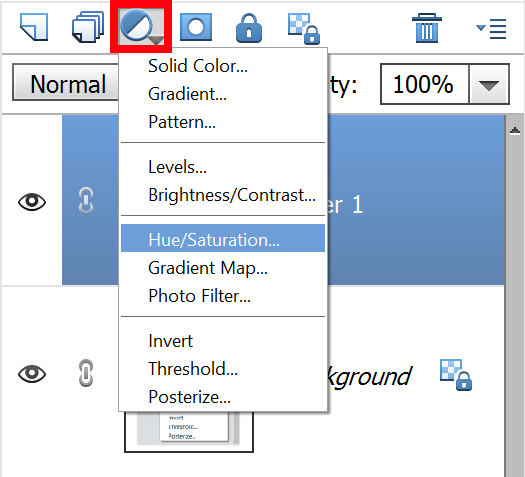 Normal
ty:
100%
Solid Color...
Gradient...
Pattern...
Levels...
Brightness/Contrast...
er 1
Hue/Saturation...
Gradient Map...
Photo Filter...
Invert
Threshold...
Posterize...
kground
Invert
Threshold...
Posterize...